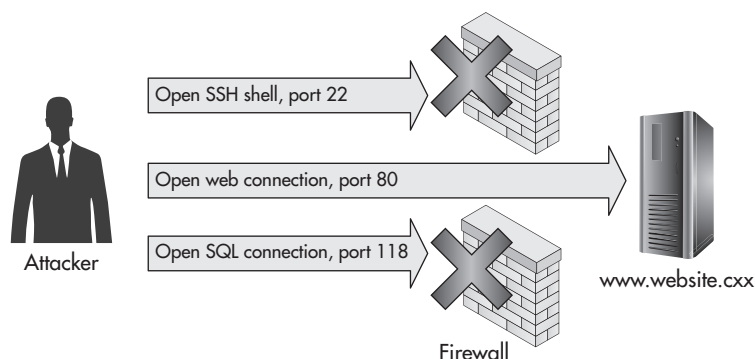 Open SSH shell, port 22
Open web connection, port 80
Open SQL connection, port 118
Attacker
www.website.cxx
Firewall